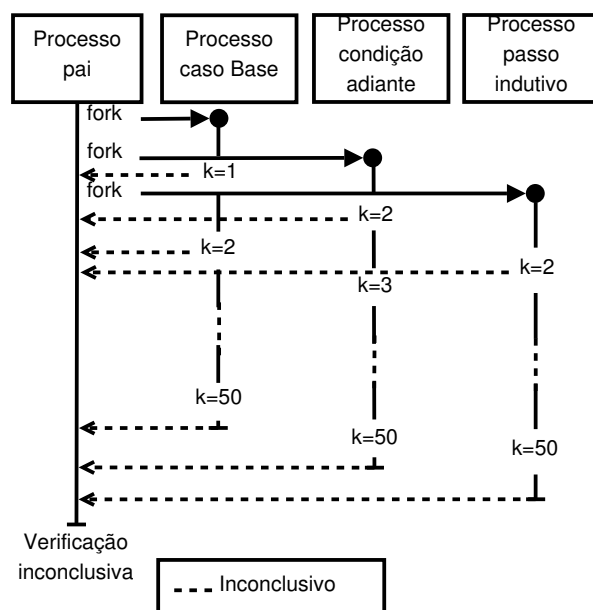 Processo
pai
Processo
caso Base
Processo
condição
adiante
Processo
passo
indutivo
fork
fork
k=1
fork
k=2
k=2
k=2
k=3
k=50
k=50
k=50
Verificação
inconclusiva
Inconclusivo